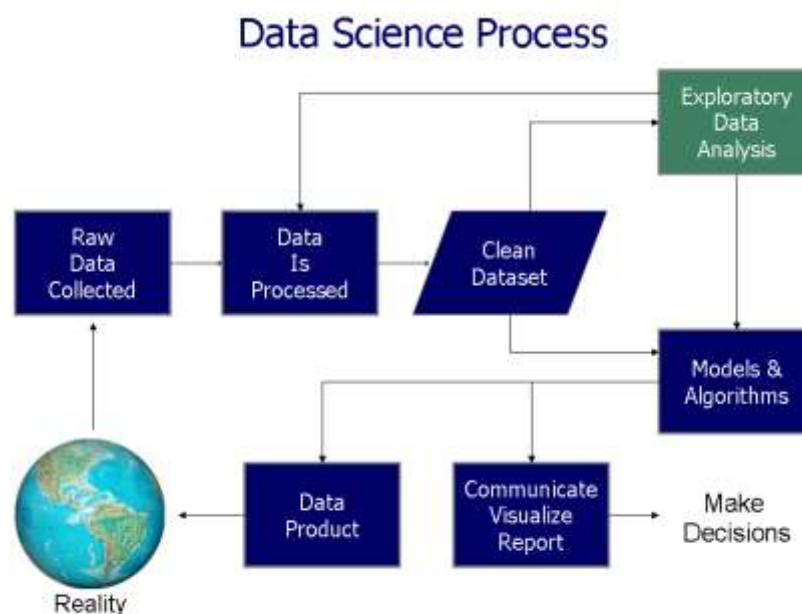 Data Science Process
Exploratory
Data
Analysis
Raw
Data
Collected
Data
Is
Processed
Clean
Dataset
Models &
Algorithms
Data
Product
Communicate
Visualize
Report
Make
Decisions
Reality